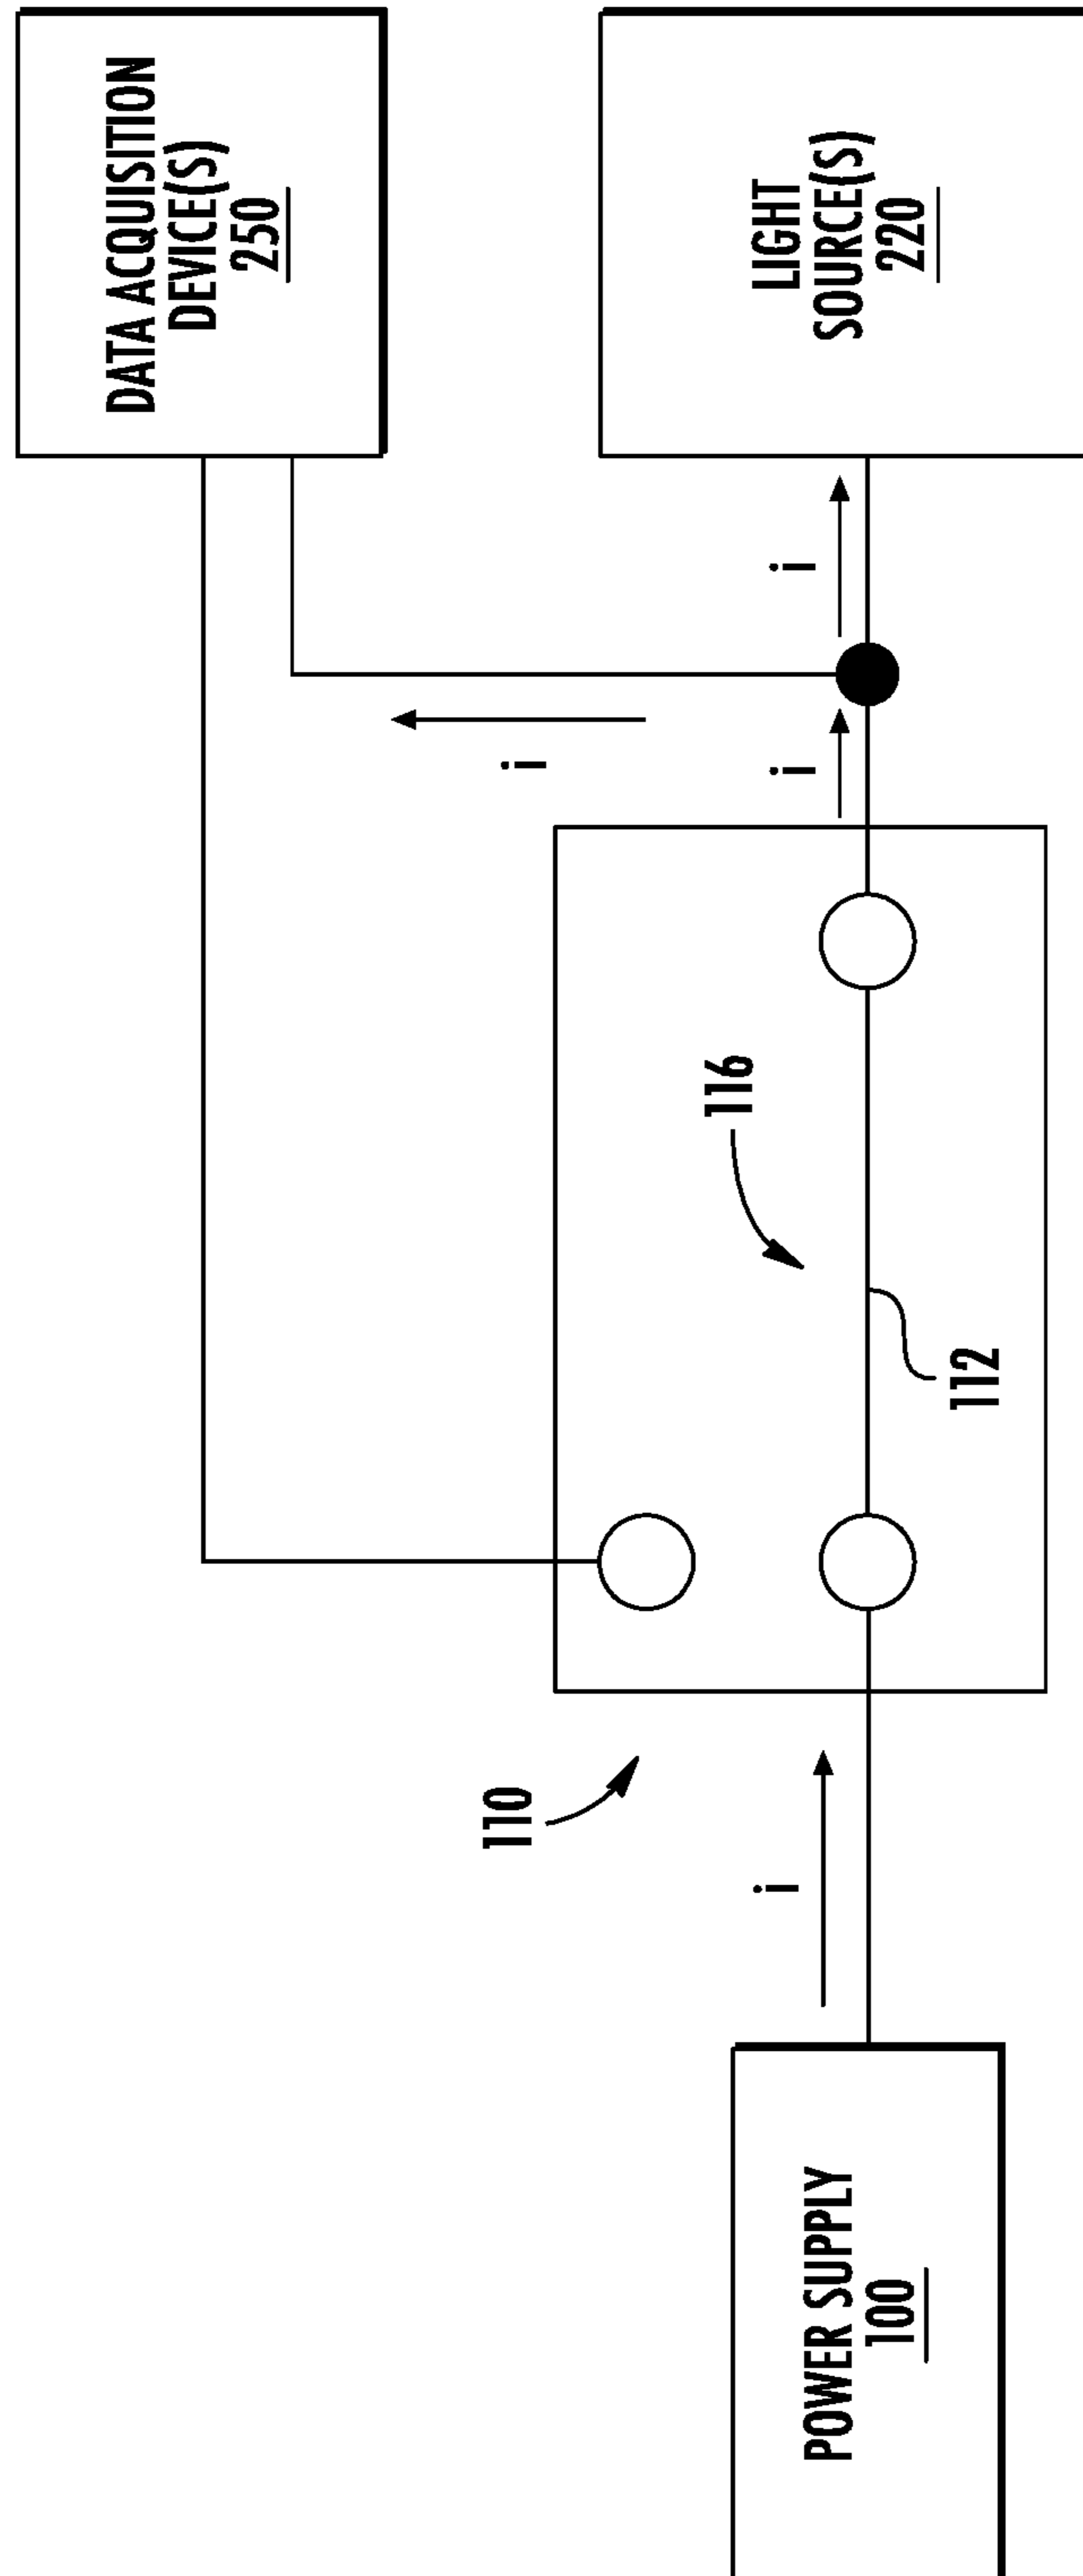 DATA ACQUISITION
DEVICE(S)
250
LIGHT
SOURCE(S)
220
i
i
i
116
112
110
i
POWER SUPPLY
100